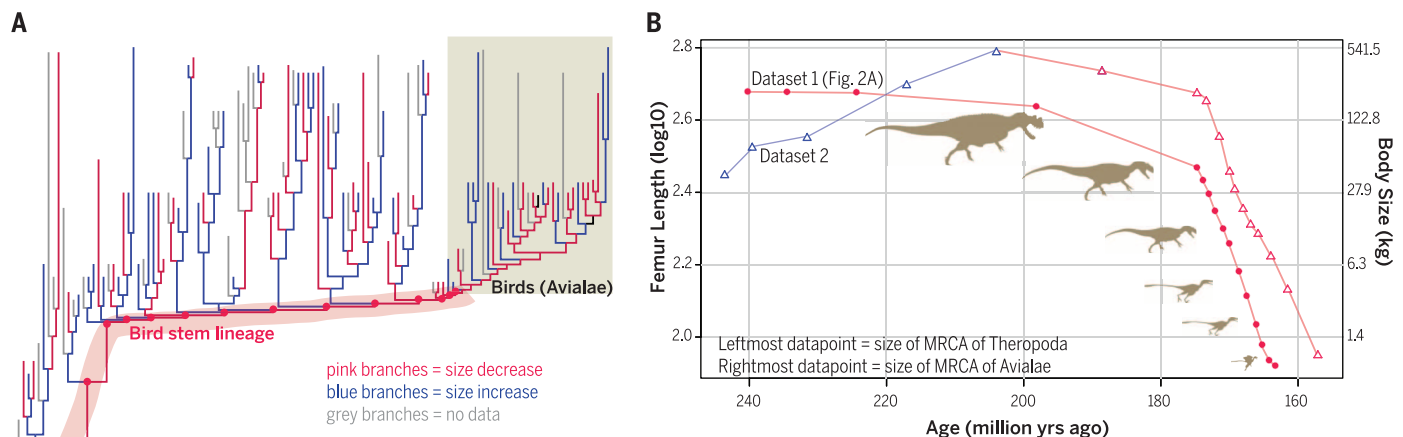 A
Birds (Avialae)
Bird stem lineage
pink branches = size decrease
blue branches = size increase
grey branches = no data
B
Femur Length (log10)
2.8
2.6
2.4
2.2
2.0
Dataset 1 (Fig. 2A)
Dataset 2
Leftmost datapoint = size of MRCA of Theropoda
Rightmost datapoint = size of MRCA of Avialae
541.5
122.8
27.9
6.3
1.4
Body Size (kg)
240
220
200
180
160
Age (million yrs ago)